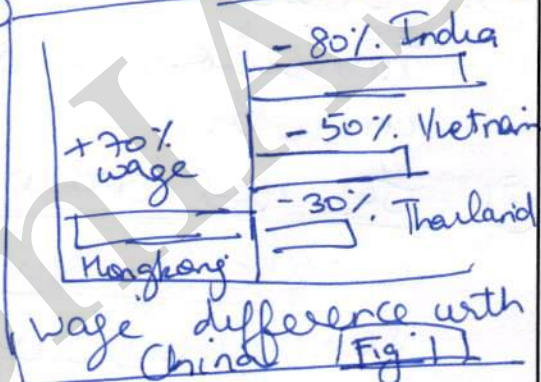 - 80% India
+70%
wage
- 50% Vietnam
- 30% Thailand
Hongkong
wage difference with
China Fig 1